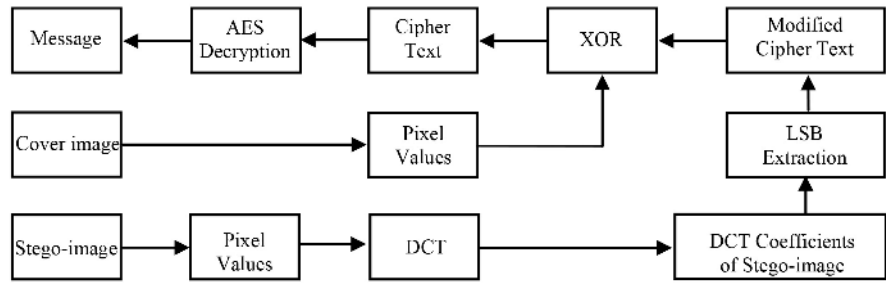 Message
AES
Decryption
Cipher
Text
XOR
Modified
Cipher Text
Cover image
Pixel
Values
LSB
Extraction
Stego-image
Pixel
Values
DCT
DCT Coefficients
of Stego-image